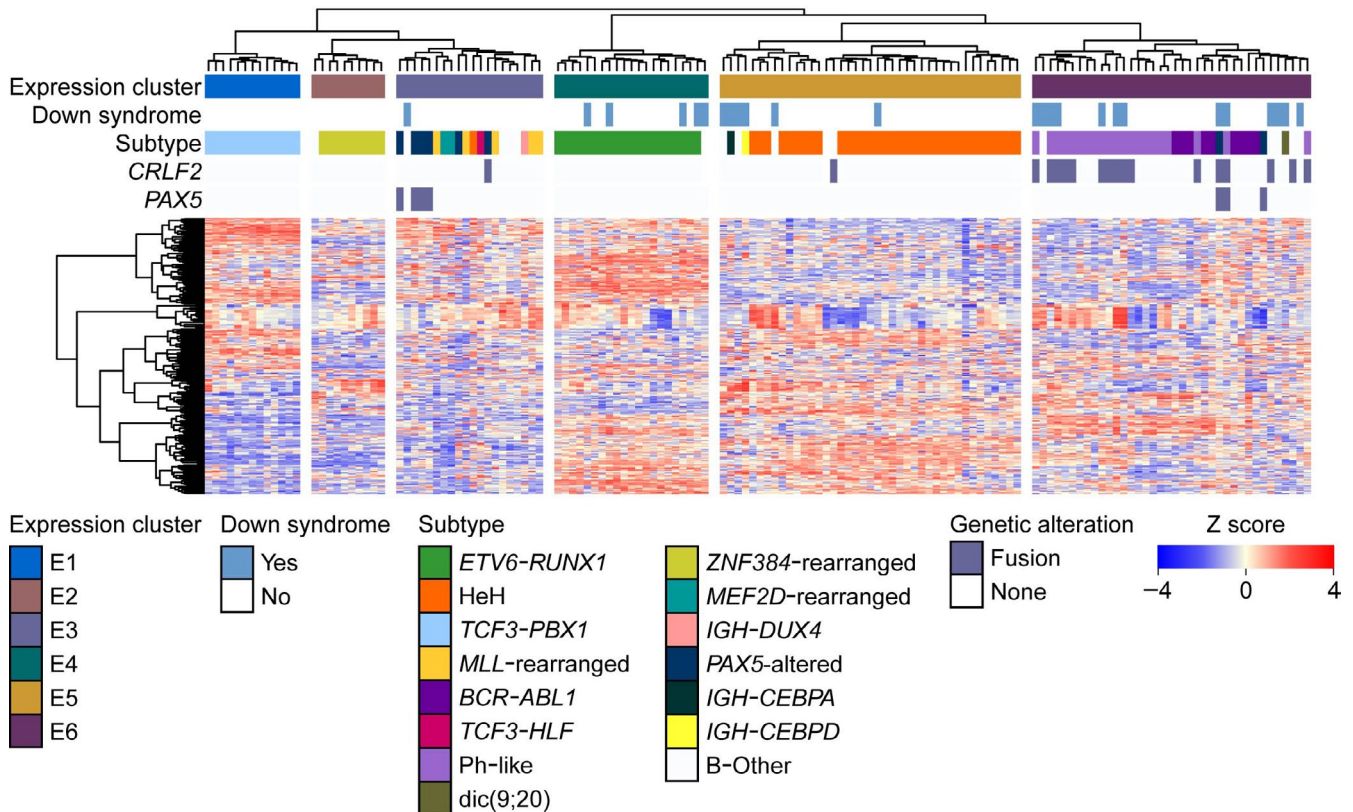 Expression cluster
Down syndrome
Subtype
CRLF2
PAX5
Expression cluster
E1
E2
E3
E4
E5
E6
Down syndrome
Yes
No
Subtype
ETV6-RUNX1
HeH
TCF3-PBX1
MLL-rearranged
BCR-ABL1
TCF3-HLF
Ph-like
dic(9;20)
ZNF384-rearranged
MEF2D-rearranged
IGH-DUX4
PAX5-altered
IGH-CEBPA
IGH-CEBPD
B-Other
Genetic alteration
Fusion
None
Z score
−4 0 4